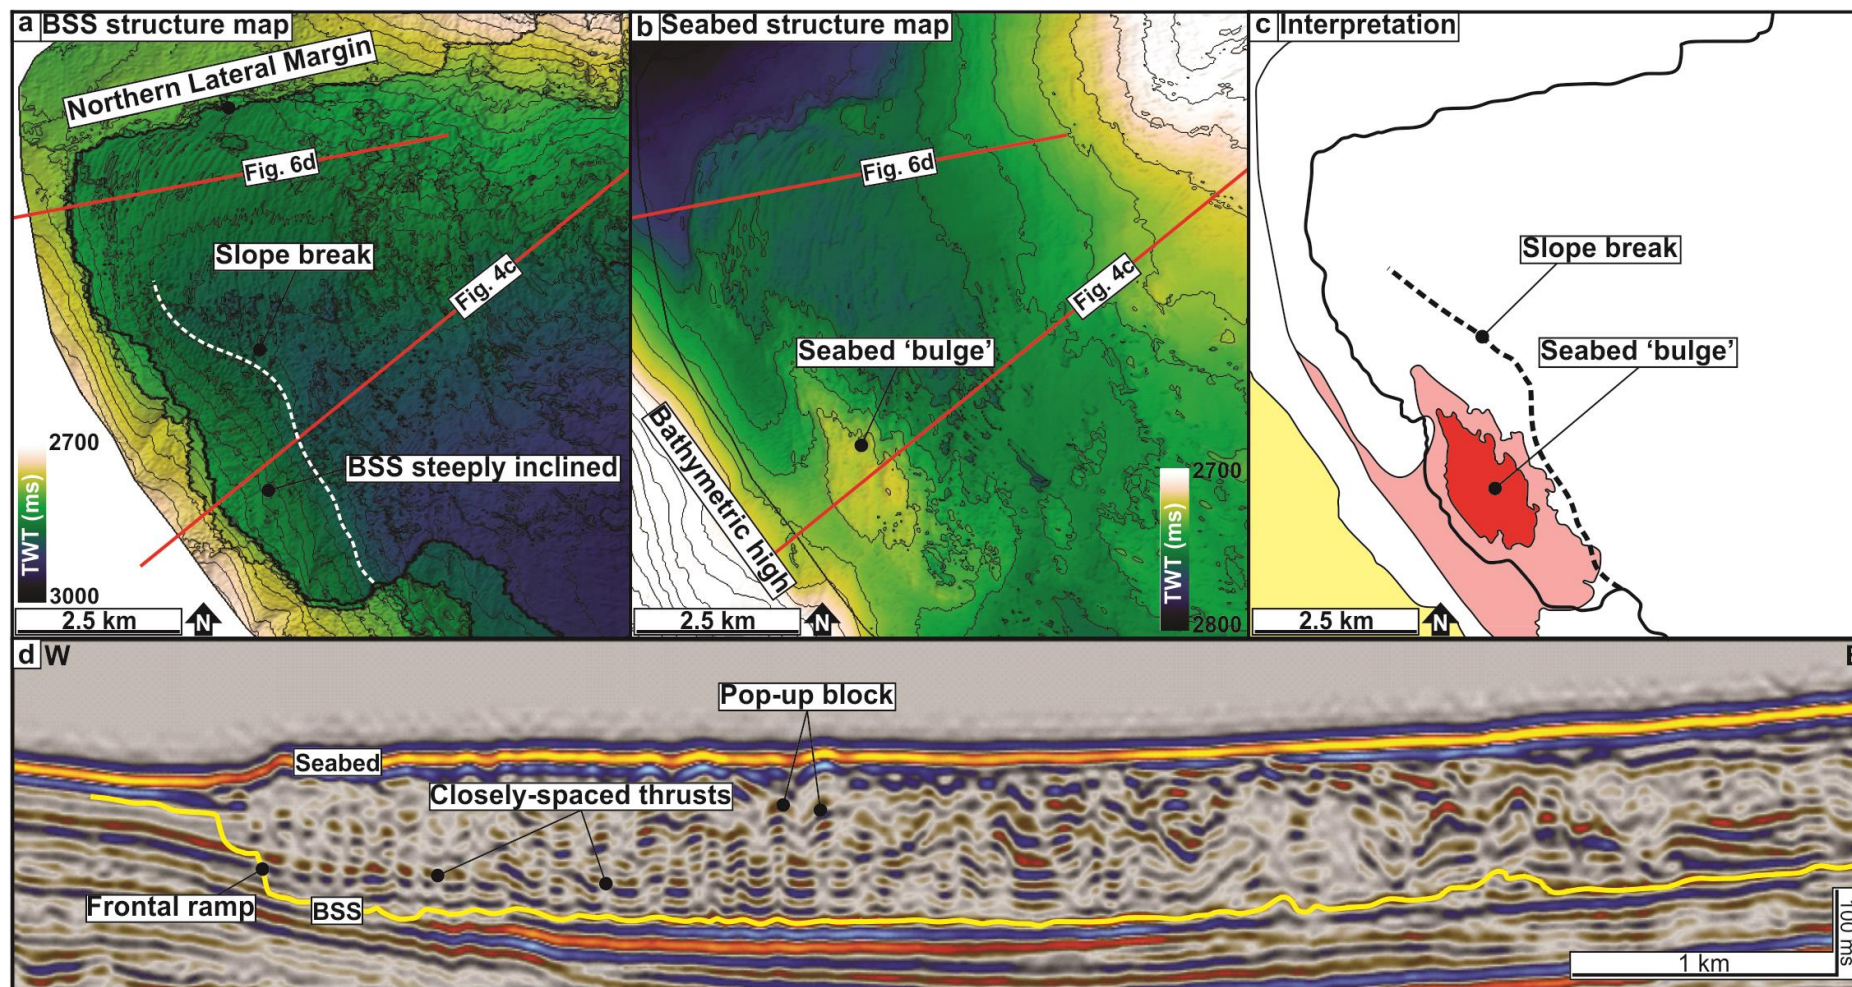 a BSS structure map
Northern Lateral Margin
Fig. 6d
Slope break
Fig. 4c
BSS steeply inclined
2700
TWT (ms)
3000
2.5 km
N
b Seabed structure map
Fig. 6d
Fig. 4c
Seabed ‘bulge’
Bathymetric high
2700
TWT (ms)
2800
2.5 km
N
c Interpretation
Slope break
Seabed ‘bulge’
2.5 km
N
d W
Pop-up block
Seabed
Closely-spaced thrusts
Frontal ramp
BSS
100 ms
1 km